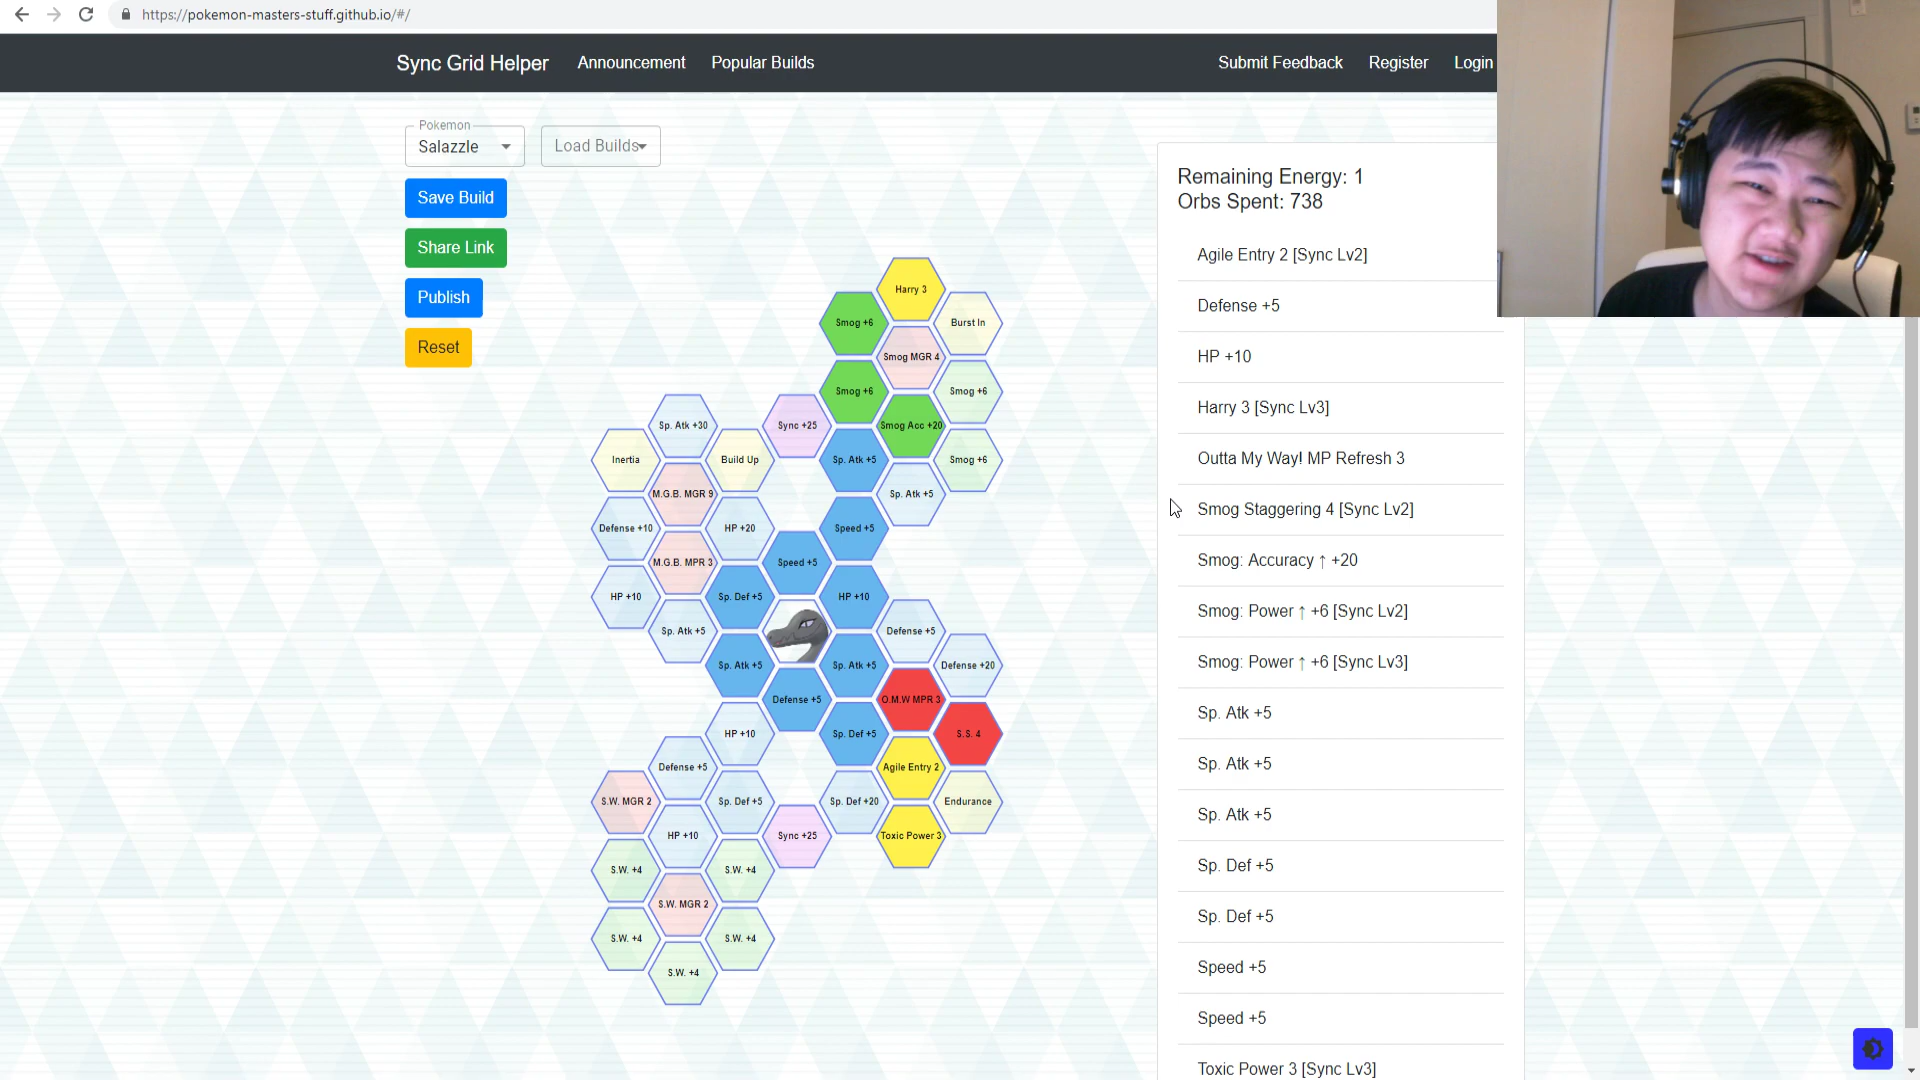 https://pokemon-masters-stuff.github.io/#/
Sync Grid Helper
Announcement
Popular Builds
Submit Feedback
Register
Login
Pokemon
Salazzle
Load Builds
Save Build
Share Link
Publish
Reset
Harry 3
Smog +6
Burst In
Smog MGR 4
Smog +6
Smog +6
Sp. Atk +30
Sync +25
Smog Acc +20
Inertia
Build Up
Sp. Atk +5
Smog +6
M.G.B. MGR 9
Sp. Atk +5
Defense +10
HP +20
Speed +5
M.G.B. MPR 3
Speed +5
HP +10
Sp. Def +5
HP +10
Sp. Atk +5
Defense +5
Sp. Atk +5
Sp. Atk +5
Defense +20
Defense +5
O.M.W MPR 3
HP +10
Sp. Def +5
S.S. 4
Defense +5
Agile Entry 2
S.W. MGR 2
Sp. Def +5
Sp. Def +20
Endurance
HP +10
Sync +25
Toxic Power 3
S.W. +4
S.W. +4
S.W. MGR 2
S.W. +4
S.W. +4
S.W. +4
Remaining Energy: 1
Orbs Spent: 738
Agile Entry 2 [Sync Lv2]
Defense +5
HP +10
Harry 3 [Sync Lv3]
Outta My Way! MP Refresh 3
Smog Staggering 4 [Sync Lv2]
Smog: Accuracy ↑ +20
Smog: Power ↑ +6 [Sync Lv2]
Smog: Power ↑ +6 [Sync Lv3]
Sp. Atk +5
Sp. Atk +5
Sp. Atk +5
Sp. Def +5
Sp. Def +5
Speed +5
Speed +5
Toxic Power 3 [Sync Lv3]